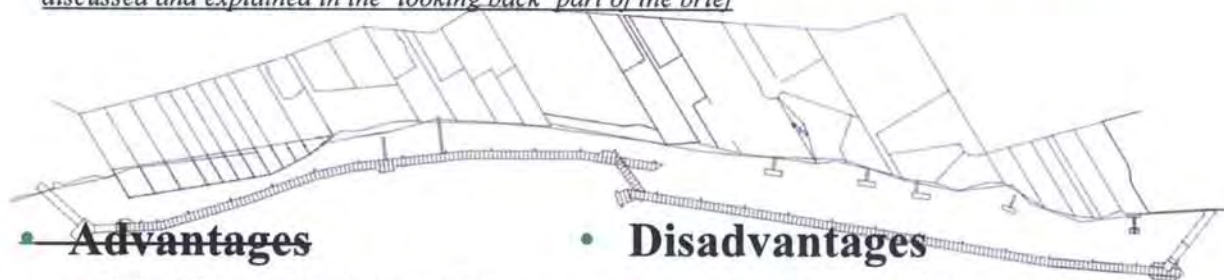 discussed and explained in the 'looking back' part of the brief
• Advantages
• Disadvantages